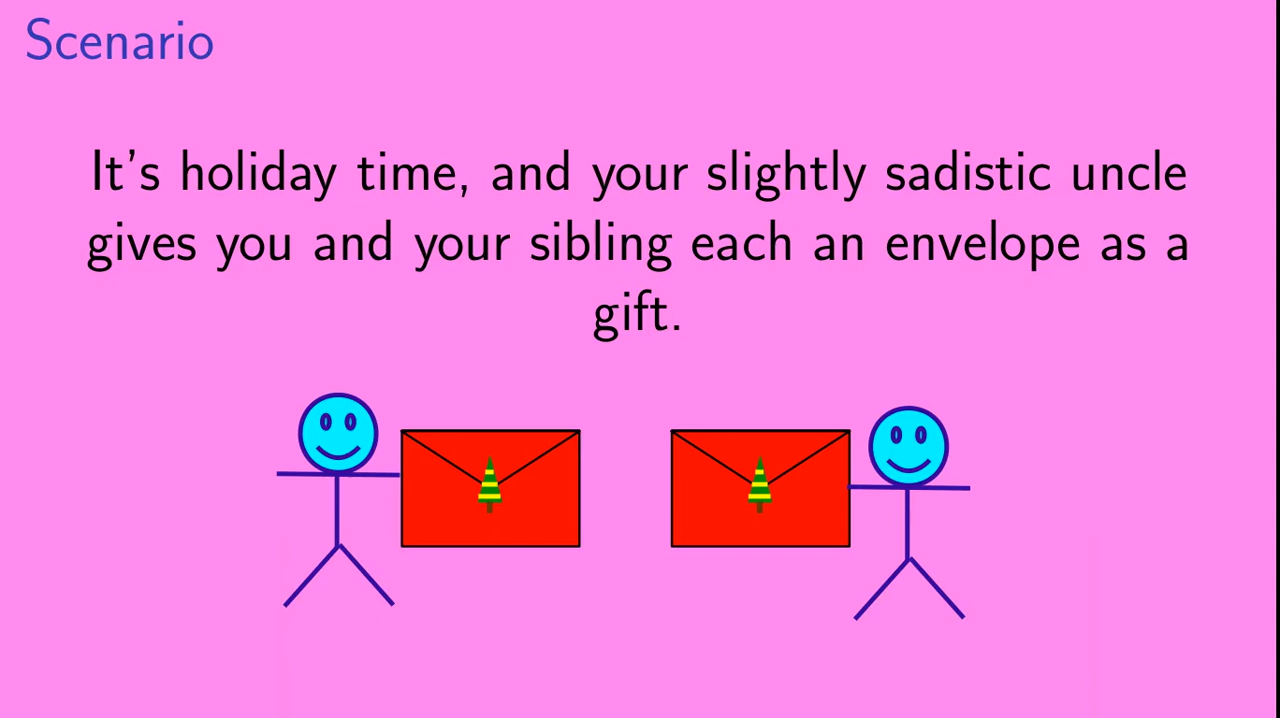 Scenario
It's holiday time, and your slightly sadistic uncle
gives you and your sibling each an envelope as a
gift.